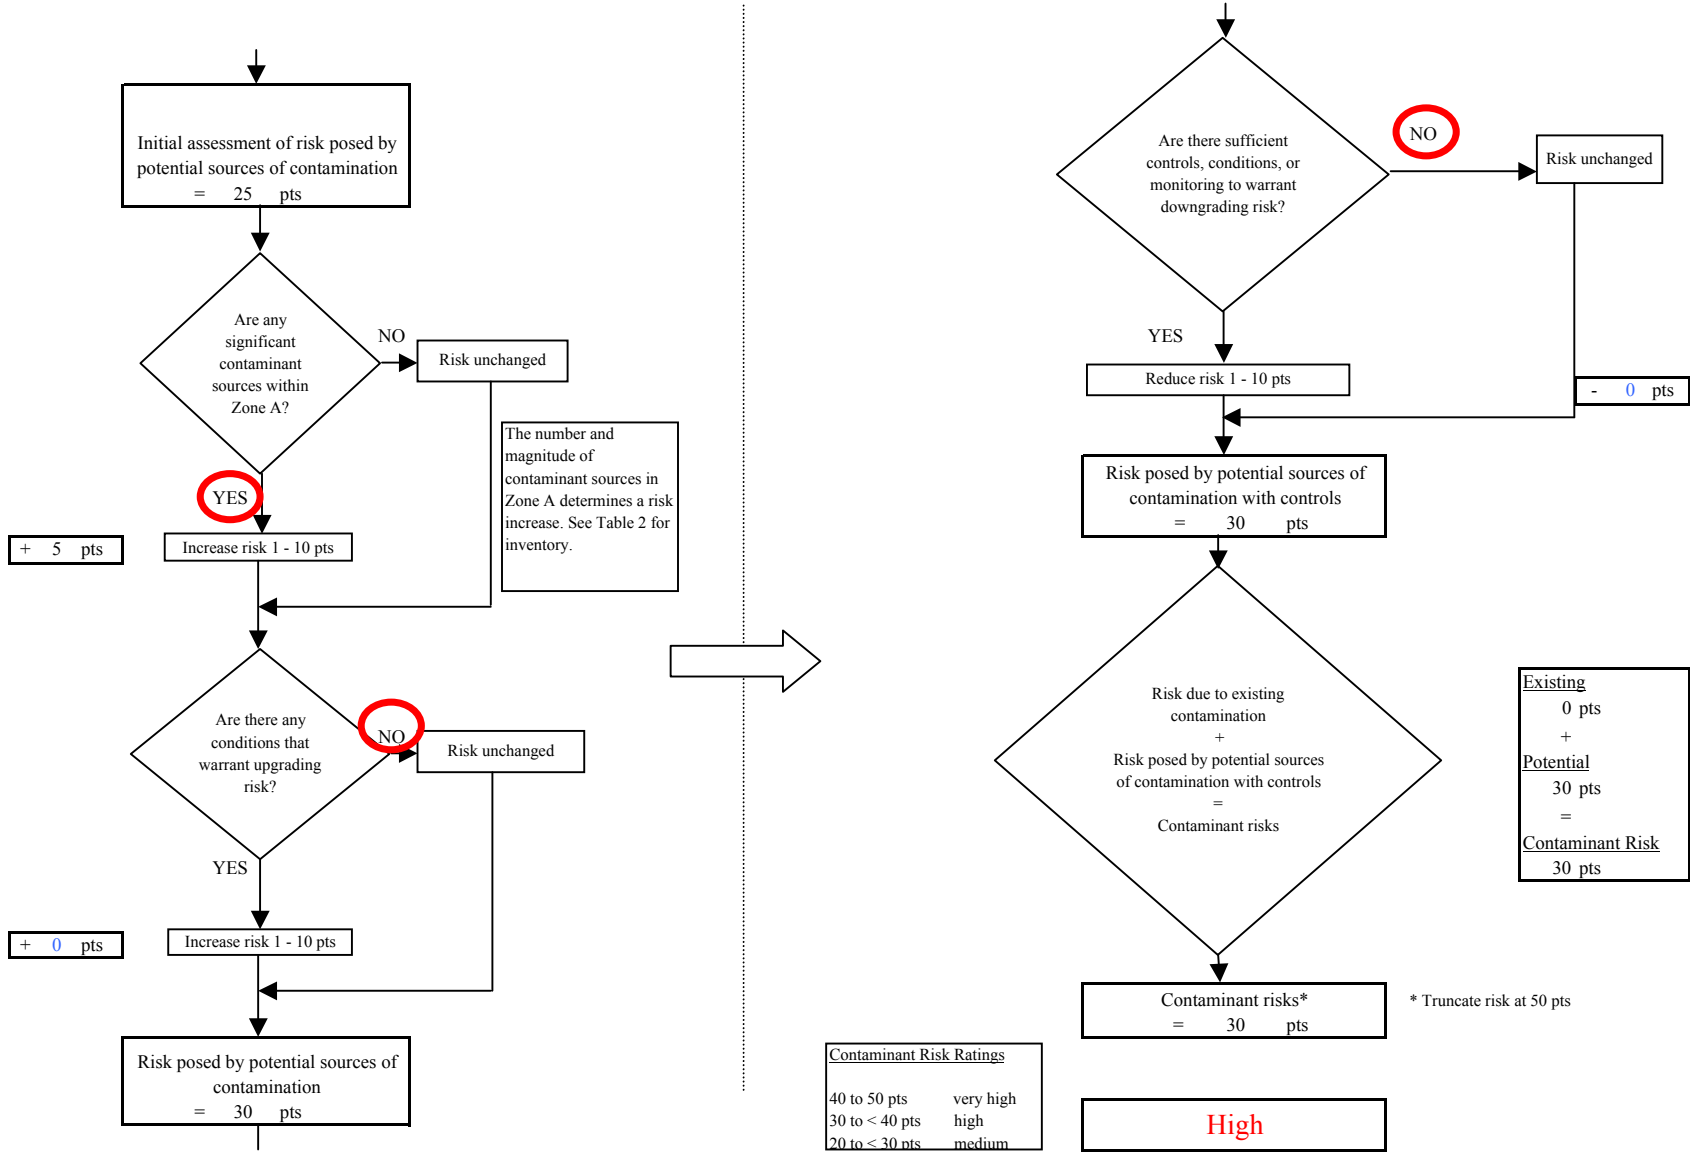 Initial assessment of risk posed by
potential sources of contamination
= 25 pts
Are any
significant
contaminant
sources within
Zone A?
NO
Risk unchanged
The number and
magnitude of
contaminant sources in
Zone A determines a risk
increase. See Table 2 for
inventory.
YES
+ 5 pts
Increase risk 1 - 10 pts
Are there any
conditions that
warrant upgrading
risk?
NO
Risk unchanged
YES
+ 0 pts
Increase risk 1 - 10 pts
Risk posed by potential sources of
contamination
= 30 pts
Are there sufficient
controls, conditions, or
monitoring to warrant
downgrading risk?
NO
Risk unchanged
YES
Reduce risk 1 - 10 pts
- 0 pts
Risk posed by potential sources of
contamination with controls
= 30 pts
Risk due to existing
contamination
+
Risk posed by potential sources
of contamination with controls
=
Contaminant risks
Existing
0 pts
+
Potential
30 pts
=
Contaminant Risk
30 pts
Contaminant risks*
= 30 pts
* Truncate risk at 50 pts
Contaminant Risk Ratings
40 to 50 pts very high
30 to < 40 pts high
20 to < 30 pts medium
High